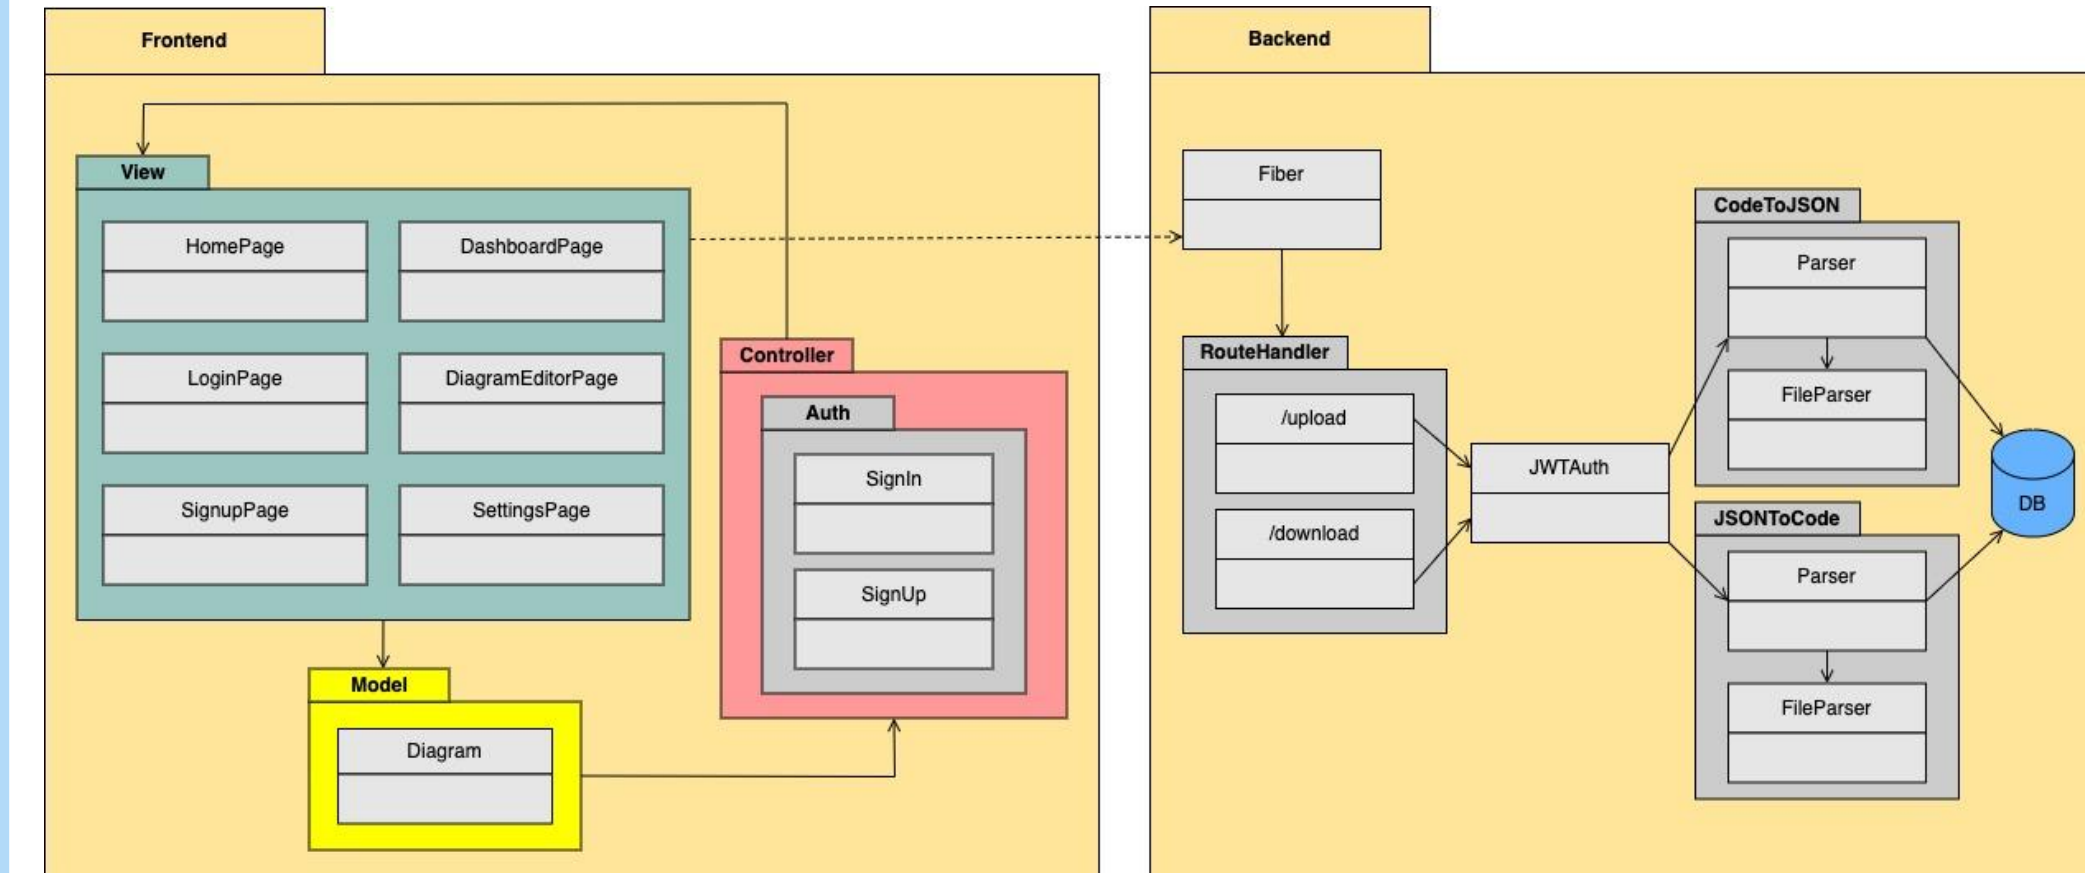 Frontend
View
HomePage
DashboardPage
LoginPage
DiagramEditorPage
SignupPage
SettingsPage
Controller
Auth
SignIn
SignUp
Model
Diagram
Backend
Fiber
RouteHandler
/upload
/download
JWTAuth
CodeToJSON
Parser
FileParser
JSONToCode
Parser
FileParser
DB